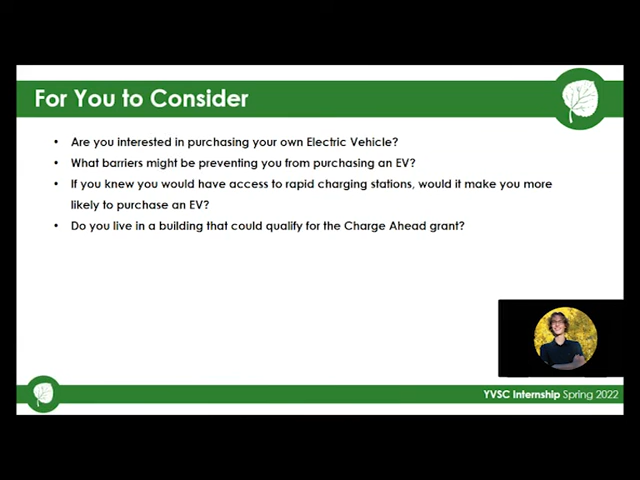 For You to Consider
• Are you interested in purchasing your own Electric Vehicle?
• What barriers might be preventing you from purchasing an EV?
• If you knew you would have access to rapid charging stations, would it make you more
likely to purchase an EV?
• Do you live in a building that could qualify for the Charge Ahead grant?
YVSC Internship Spring 2022